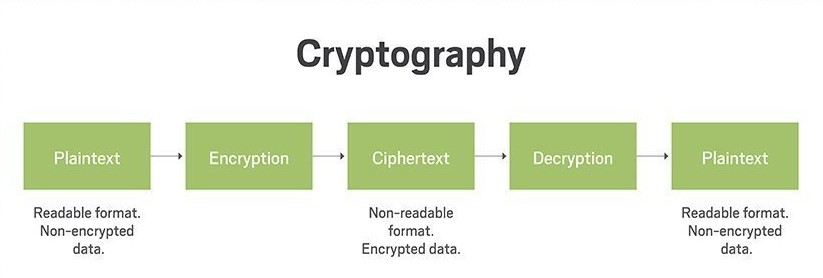 Cryptography
Plaintext
Encryption
Ciphertext
Decryption
Plaintext
Readable format.
Non-encrypted
data.
Non-readable
format.
Encrypted data.
Readable format.
Non-encrypted
data.